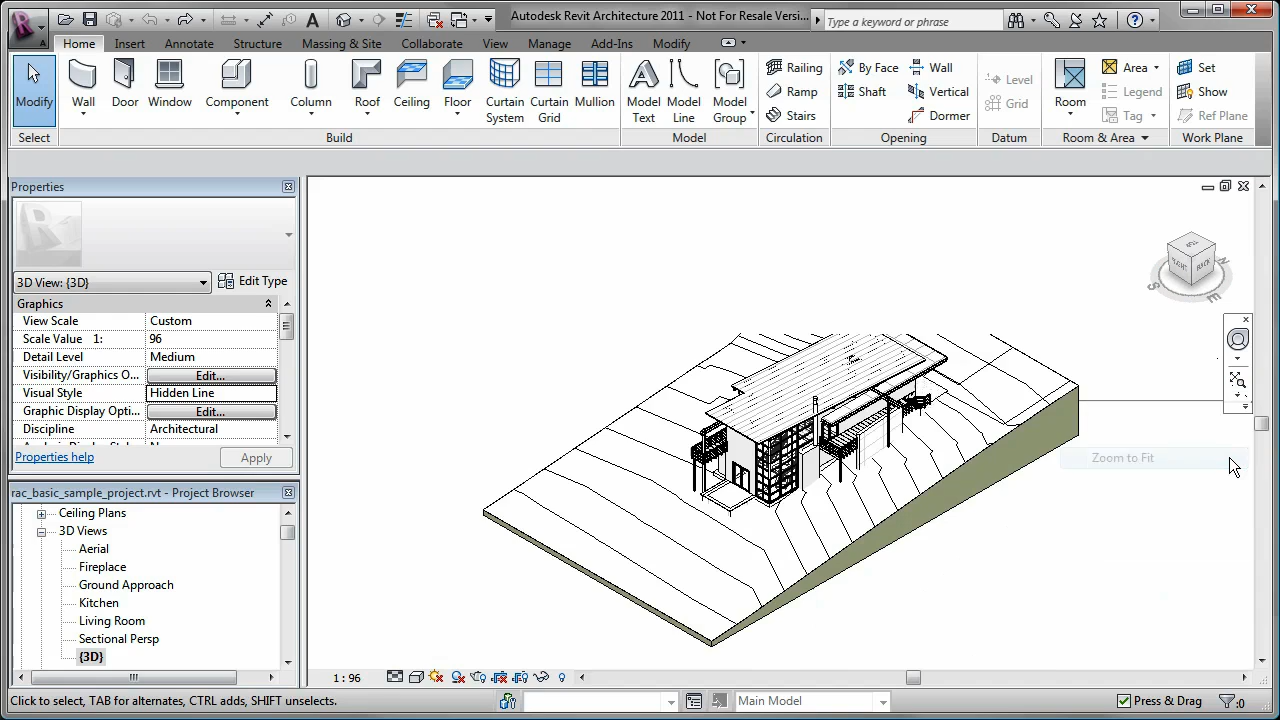 Autodesk Revit Architecture 2011 - Not For Resale Versi...
Type a keyword or phrase
Home Insert Annotate Structure Massing & Site Collaborate View Manage Add-Ins Modify
Modify
Wall
Door
Window
Component
Column
Roof
Ceiling
Floor
Curtain System
Curtain Grid
Mullion
Model Text
Model Line
Model Group
Railing
Ramp
Stairs
By Face
Shaft
Wall
Vertical
Dormer
Level
Grid
Room
Area
Legend
Tag
Set
Show
Ref Plane
Select Build Model Circulation Opening Datum Room & Area Work Plane
Properties
3D View: {3D} Edit Type
Graphics
View Scale Custom
Scale Value 1: 96
Detail Level Medium
Visibility/Graphics O... Edit...
Visual Style Hidden Line
Graphic Display Opti... Edit...
Discipline Architectural
Properties help Apply
rac_basic_sample_project.rvt - Project Browser
Ceiling Plans
3D Views
Aerial
Fireplace
Ground Approach
Kitchen
Living Room
Sectional Persp
{3D}
TOP
RIGHT
BACK
N
S
E
Zoom to Fit
1 : 96
Click to select, TAB for alternates, CTRL adds, SHIFT unselects.
Main Model
Press & Drag
:0